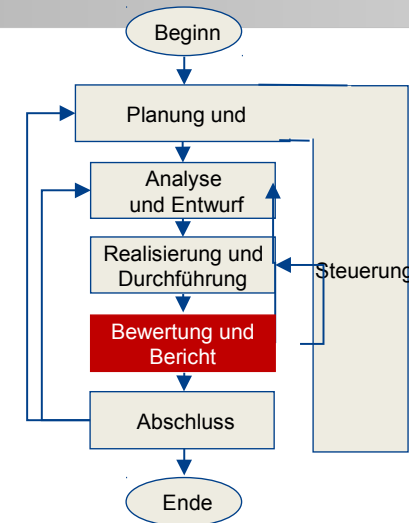 Beginn
Planung und
Analyse
und Entwurf
Realisierung und
Durchführung
Steuerung
Bewertung und
Bericht
Abschluss
Ende